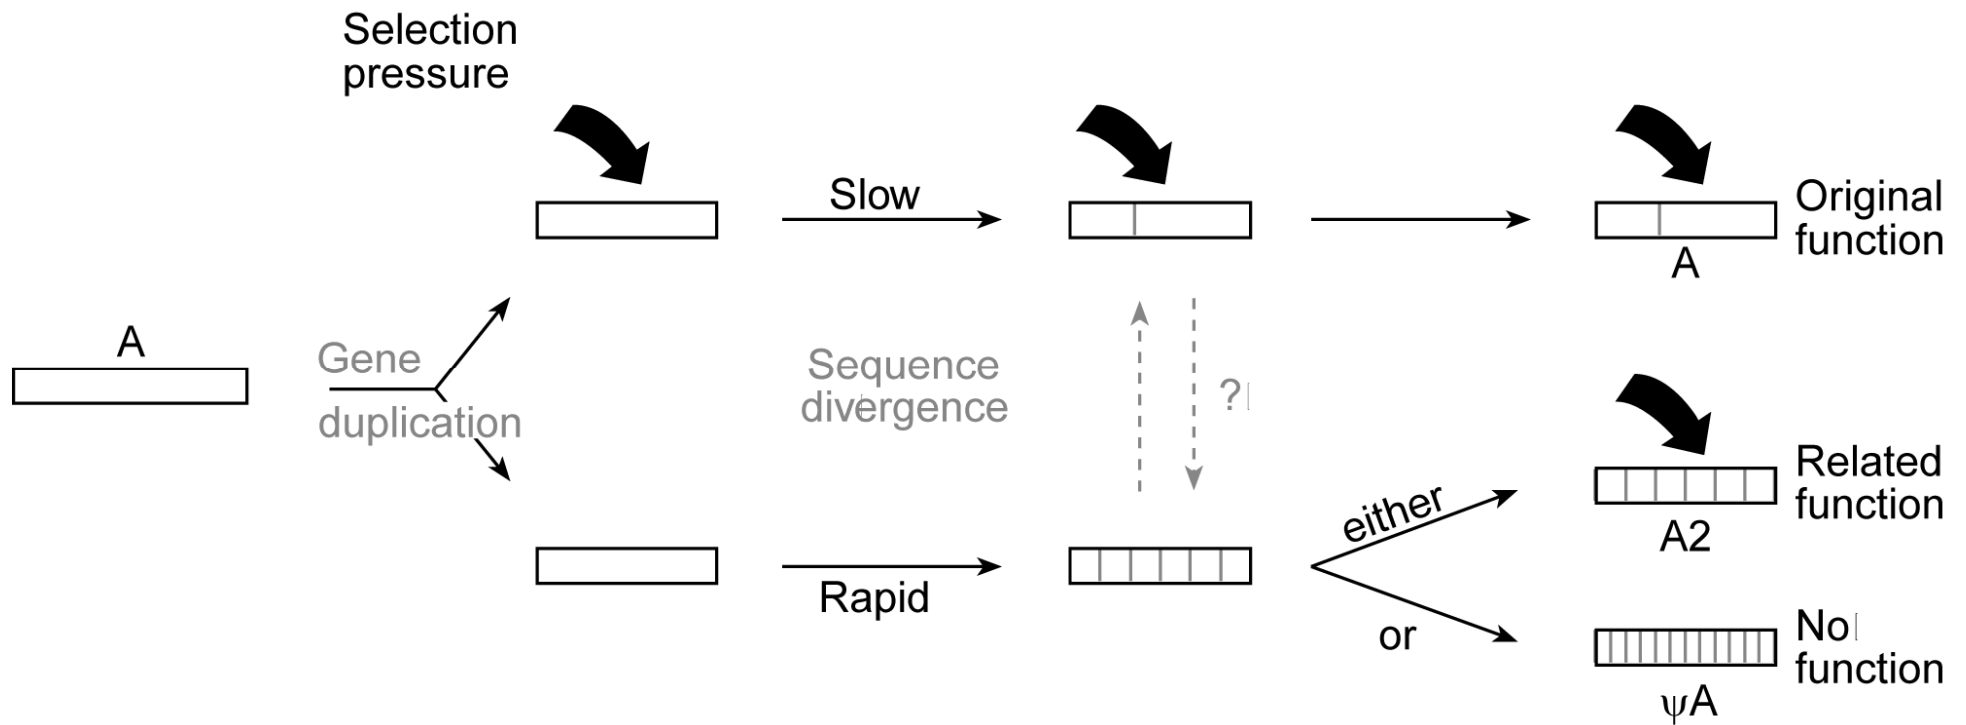 Selection
pressure
Slow
Original
function
A
A
Gene
duplication
Sequence
divergence
?
either
Related
function
A2
Rapid
or
No
function
ψA